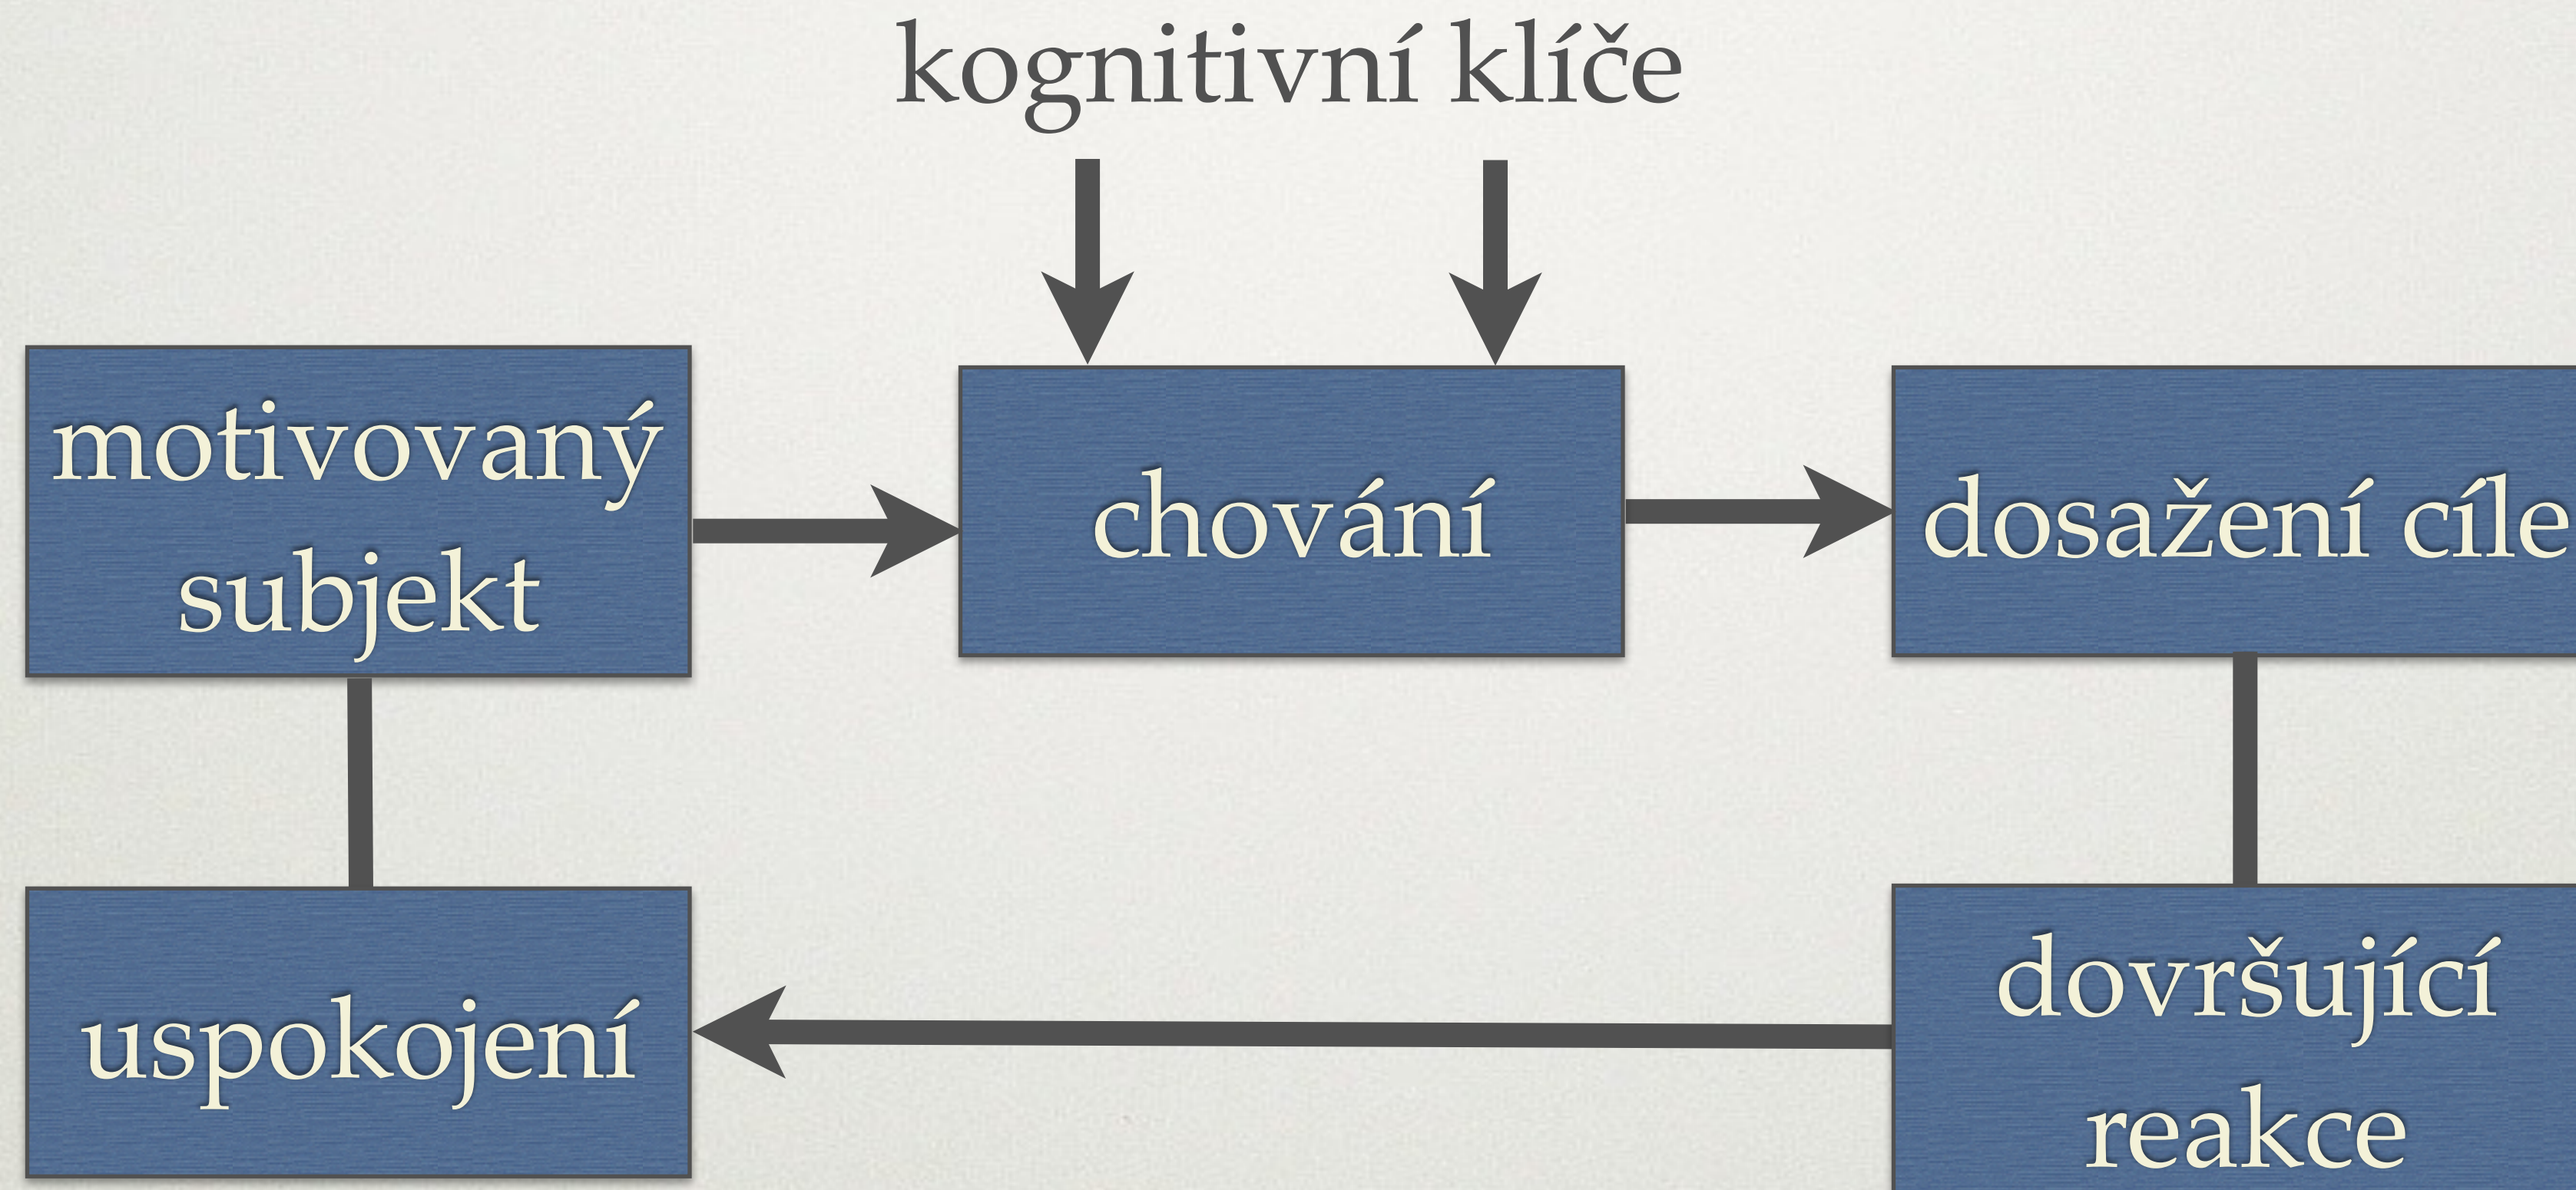 kognitivní klíče
motivovaný
subjekt
chování
dosažení cíle
uspokojení
dovršující
reakce